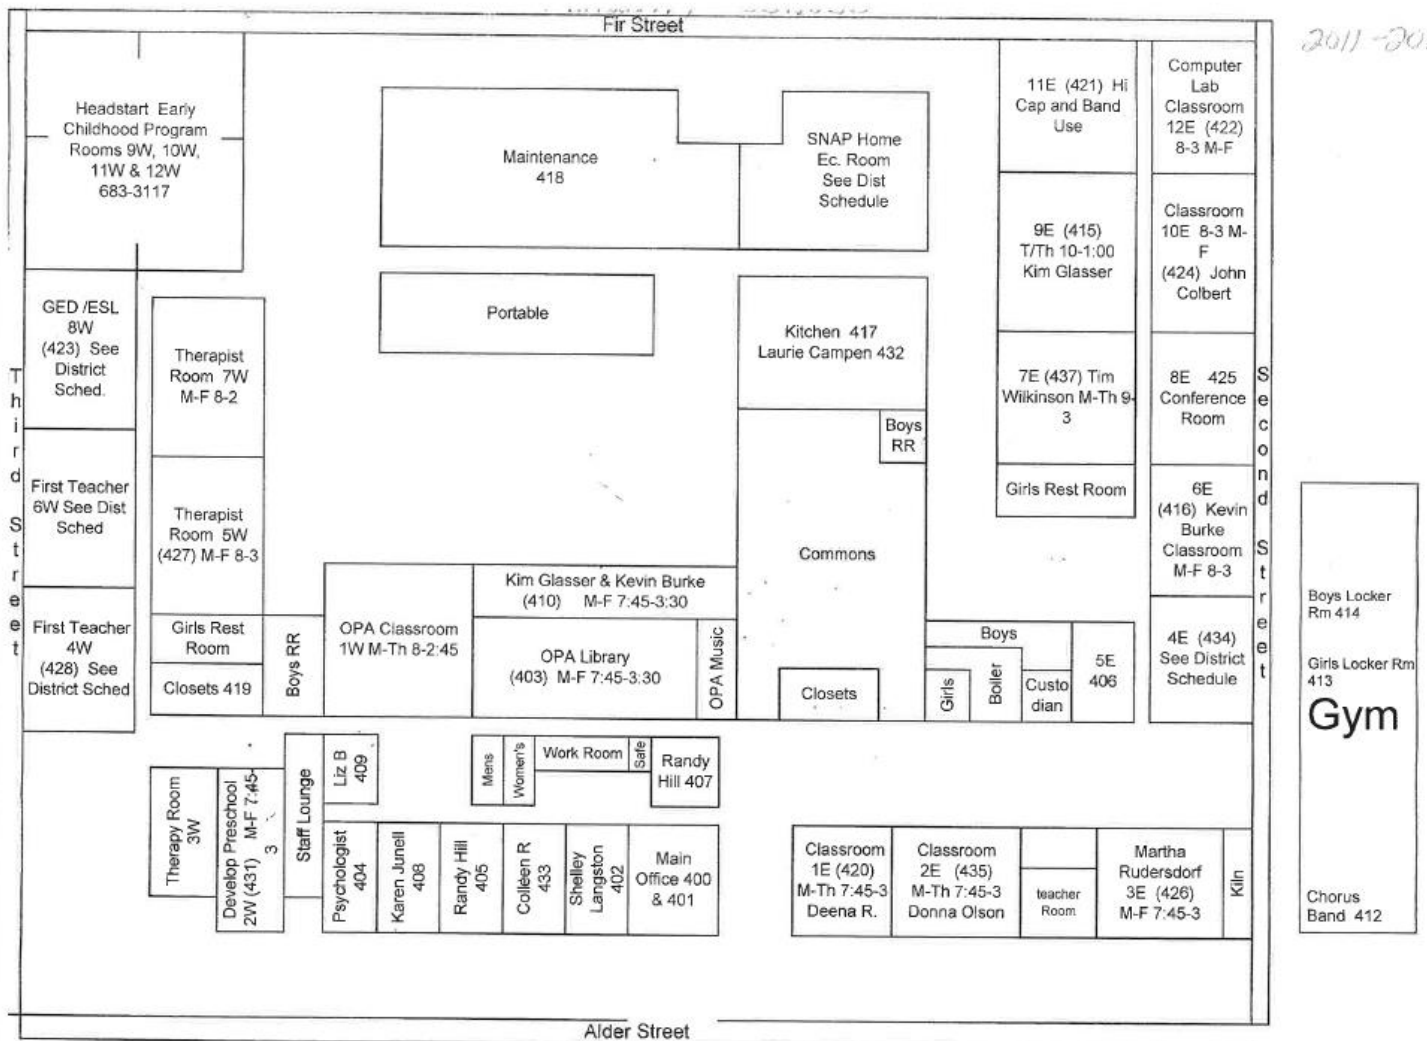 Fir Street
2011-20
Headstart Early
Childhood Program
Rooms 9W, 10W,
11W & 12W
683-3117
Maintenance
418
SNAP Home
Ec. Room
See Dist
Schedule
11E (421) Hi
Cap and Band
Use
Computer
Lab
Classroom
12E (422)
8-3 M-F
9E (415)
T/Th 10-1:00
Kim Glasser
Classroom
10E 8-3 M-
F
(424) John
Colbert
GED /ESL
8W
(423) See
District
Sched.
Therapist
Room 7W
M-F 8-2
Portable
Kitchen 417
Laurie Campen 432
7E (437) Tim
Wilkinson M-Th 9-
3
8E 425
Conference
Room
Third Street
Second Street
Boys
RR
First Teacher
6W See Dist
Sched
Therapist
Room 5W
(427) M-F 8-3
Commons
Girls Rest Room
6E
(416) Kevin
Burke
Classroom
M-F 8-3
First Teacher
4W
(428) See
District Sched
Girls Rest
Room
Closets 419
Boys RR
OPA Classroom
1W M-Th 8-2:45
Kim Glasser & Kevin Burke
(410) M-F 7:45-3:30
OPA Library
(403) M-F 7:45-3:30
OPA Music
Closets
Boys
Girls
Boiler
Custo
dian
5E
406
4E (434)
See District
Schedule
Boys Locker
Rm 414
Girls Locker Rm
413
Gym
Chorus
Band 412
Therapy Room
3W
Develop Preschool
2W (431) M-F 7:45-
3
Staff Lounge
Liz B
409
Mens
Women's
Work Room
Safe
Randy
Hill 407
Psychologist
404
Karen Junell
408
Randy Hill
405
Colleen R
433
Shelley
Langston
402
Main
Office 400
& 401
Classroom
1E (420)
M-Th 7:45-3
Deena R.
Classroom
2E (435)
M-Th 7:45-3
Donna Olson
teacher
Room
Martha
Rudersdorf
3E (426)
M-F 7:45-3
Kiln
Alder Street